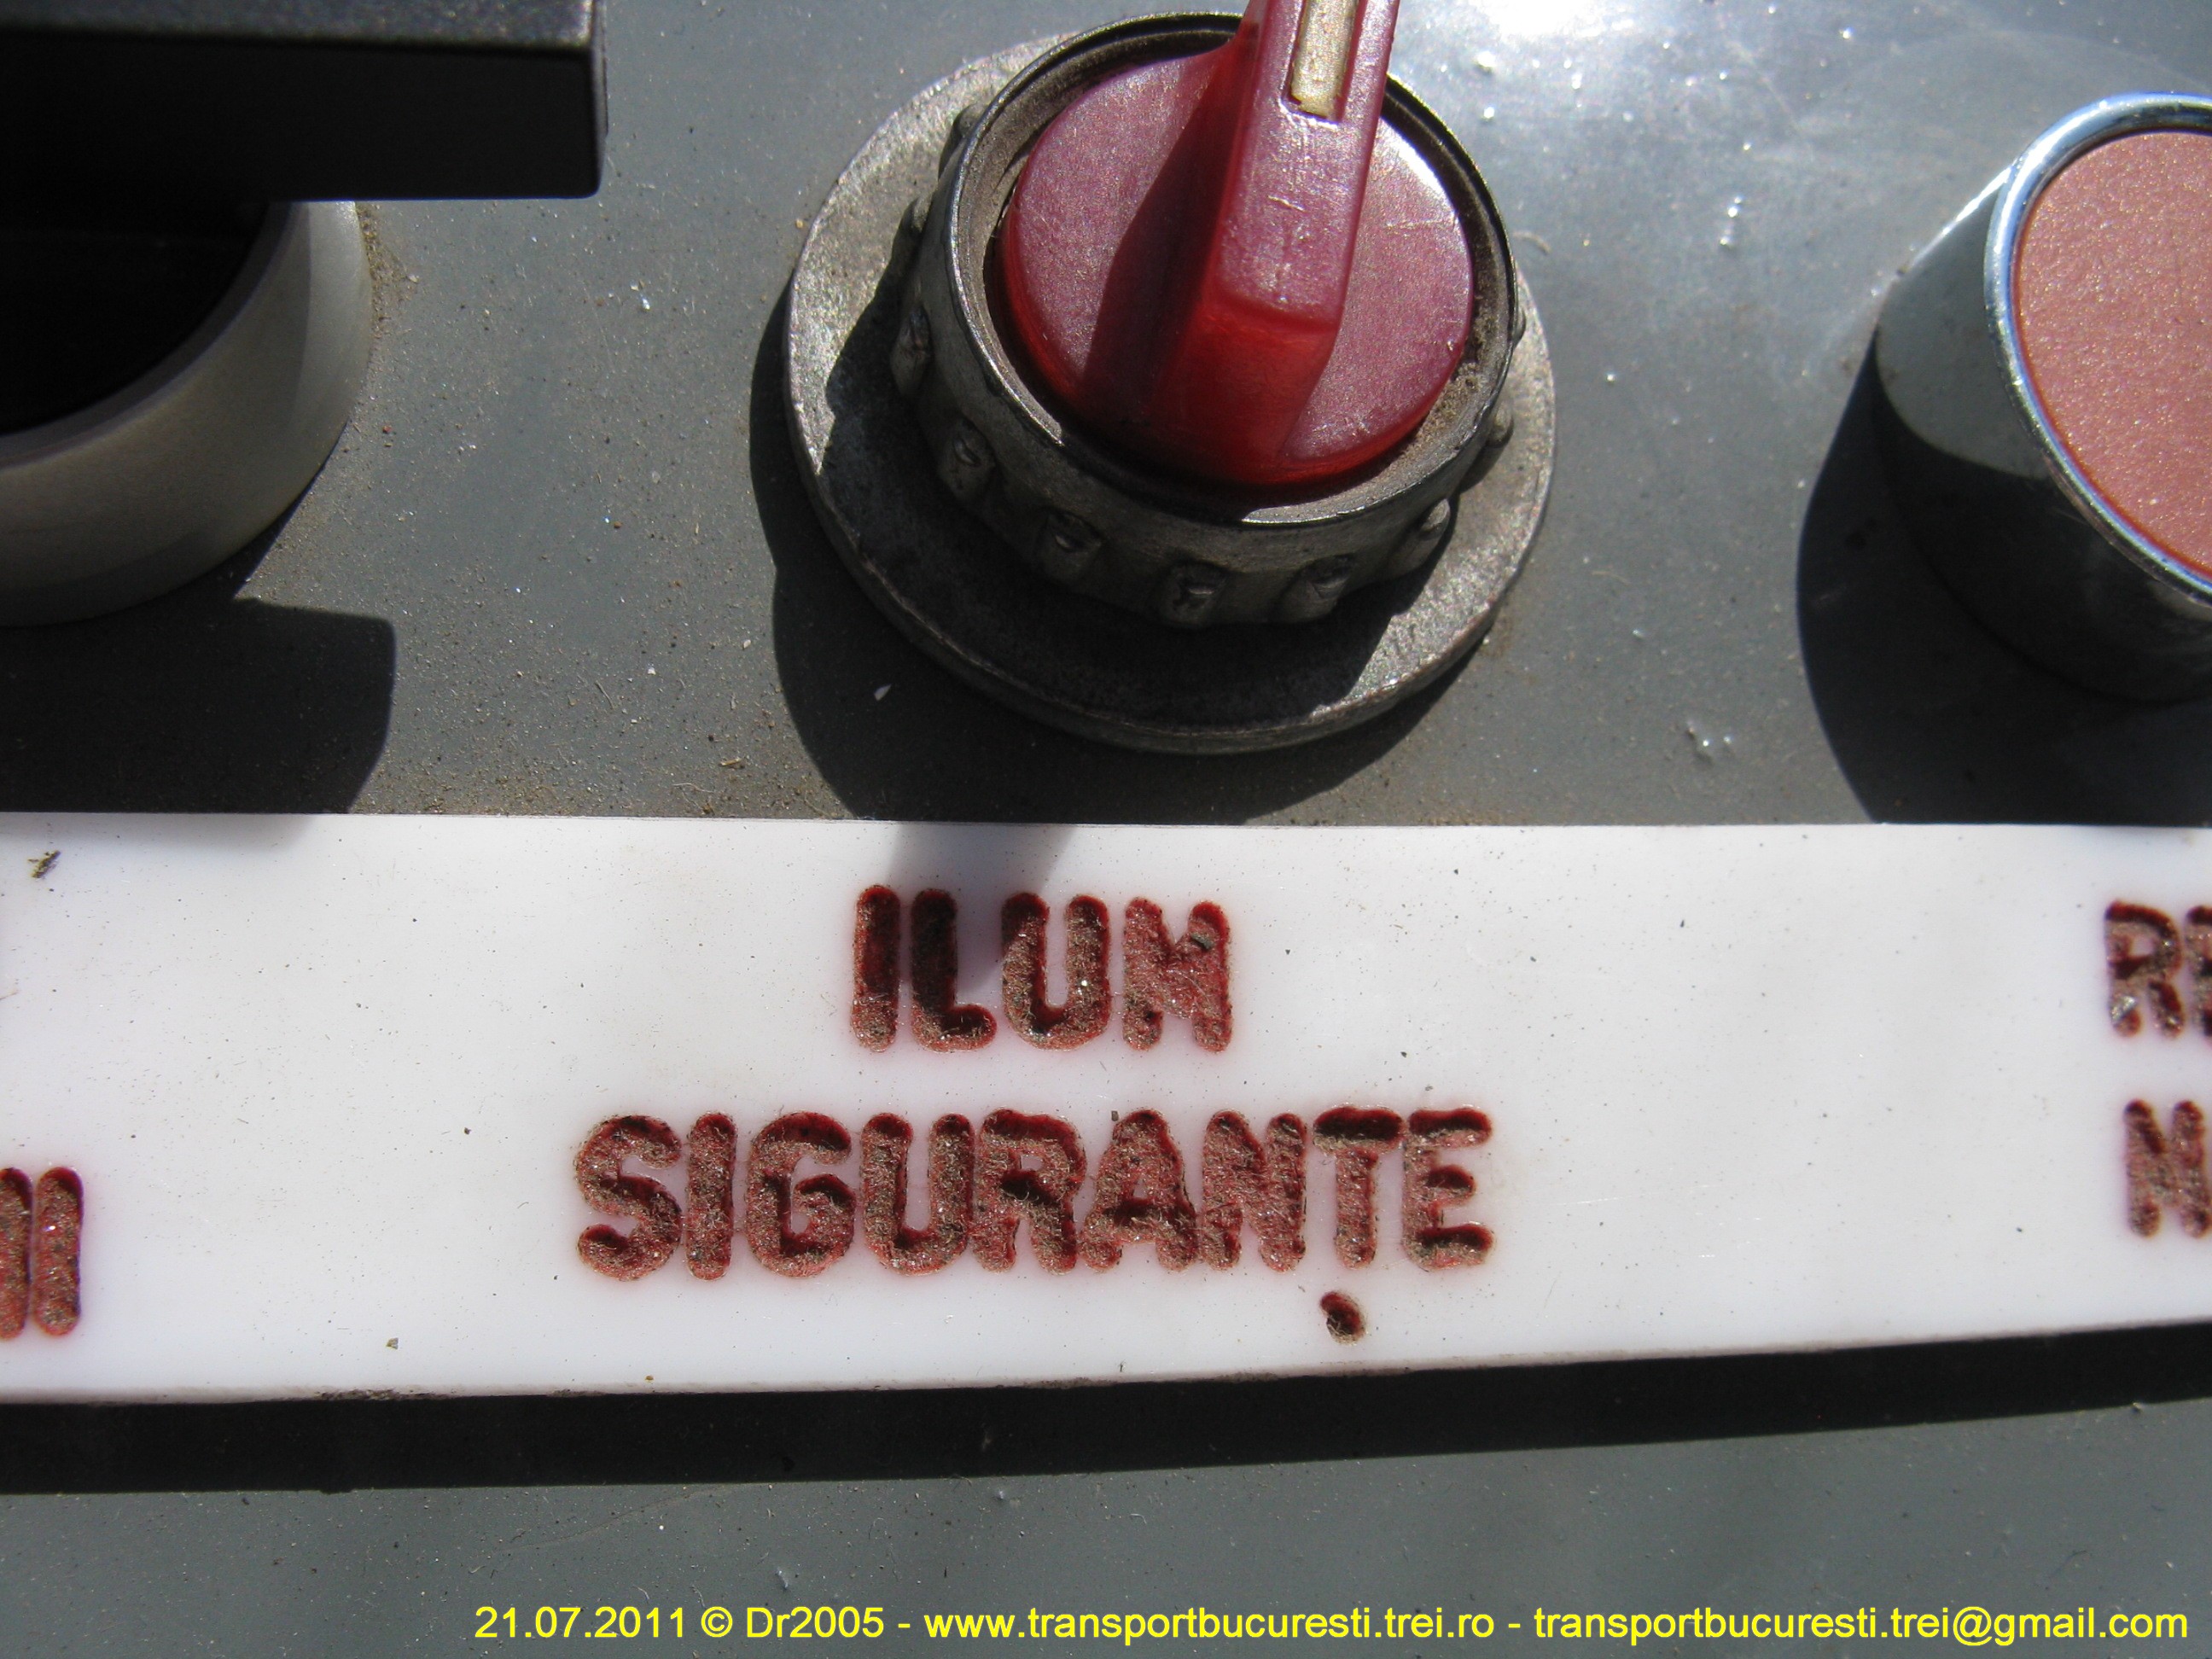 ILUM
SIGURANȚE
21.07.2011 © Dr2005 - www.transportbucuresti.trei.ro - transportbucuresti.trei@gmail.com